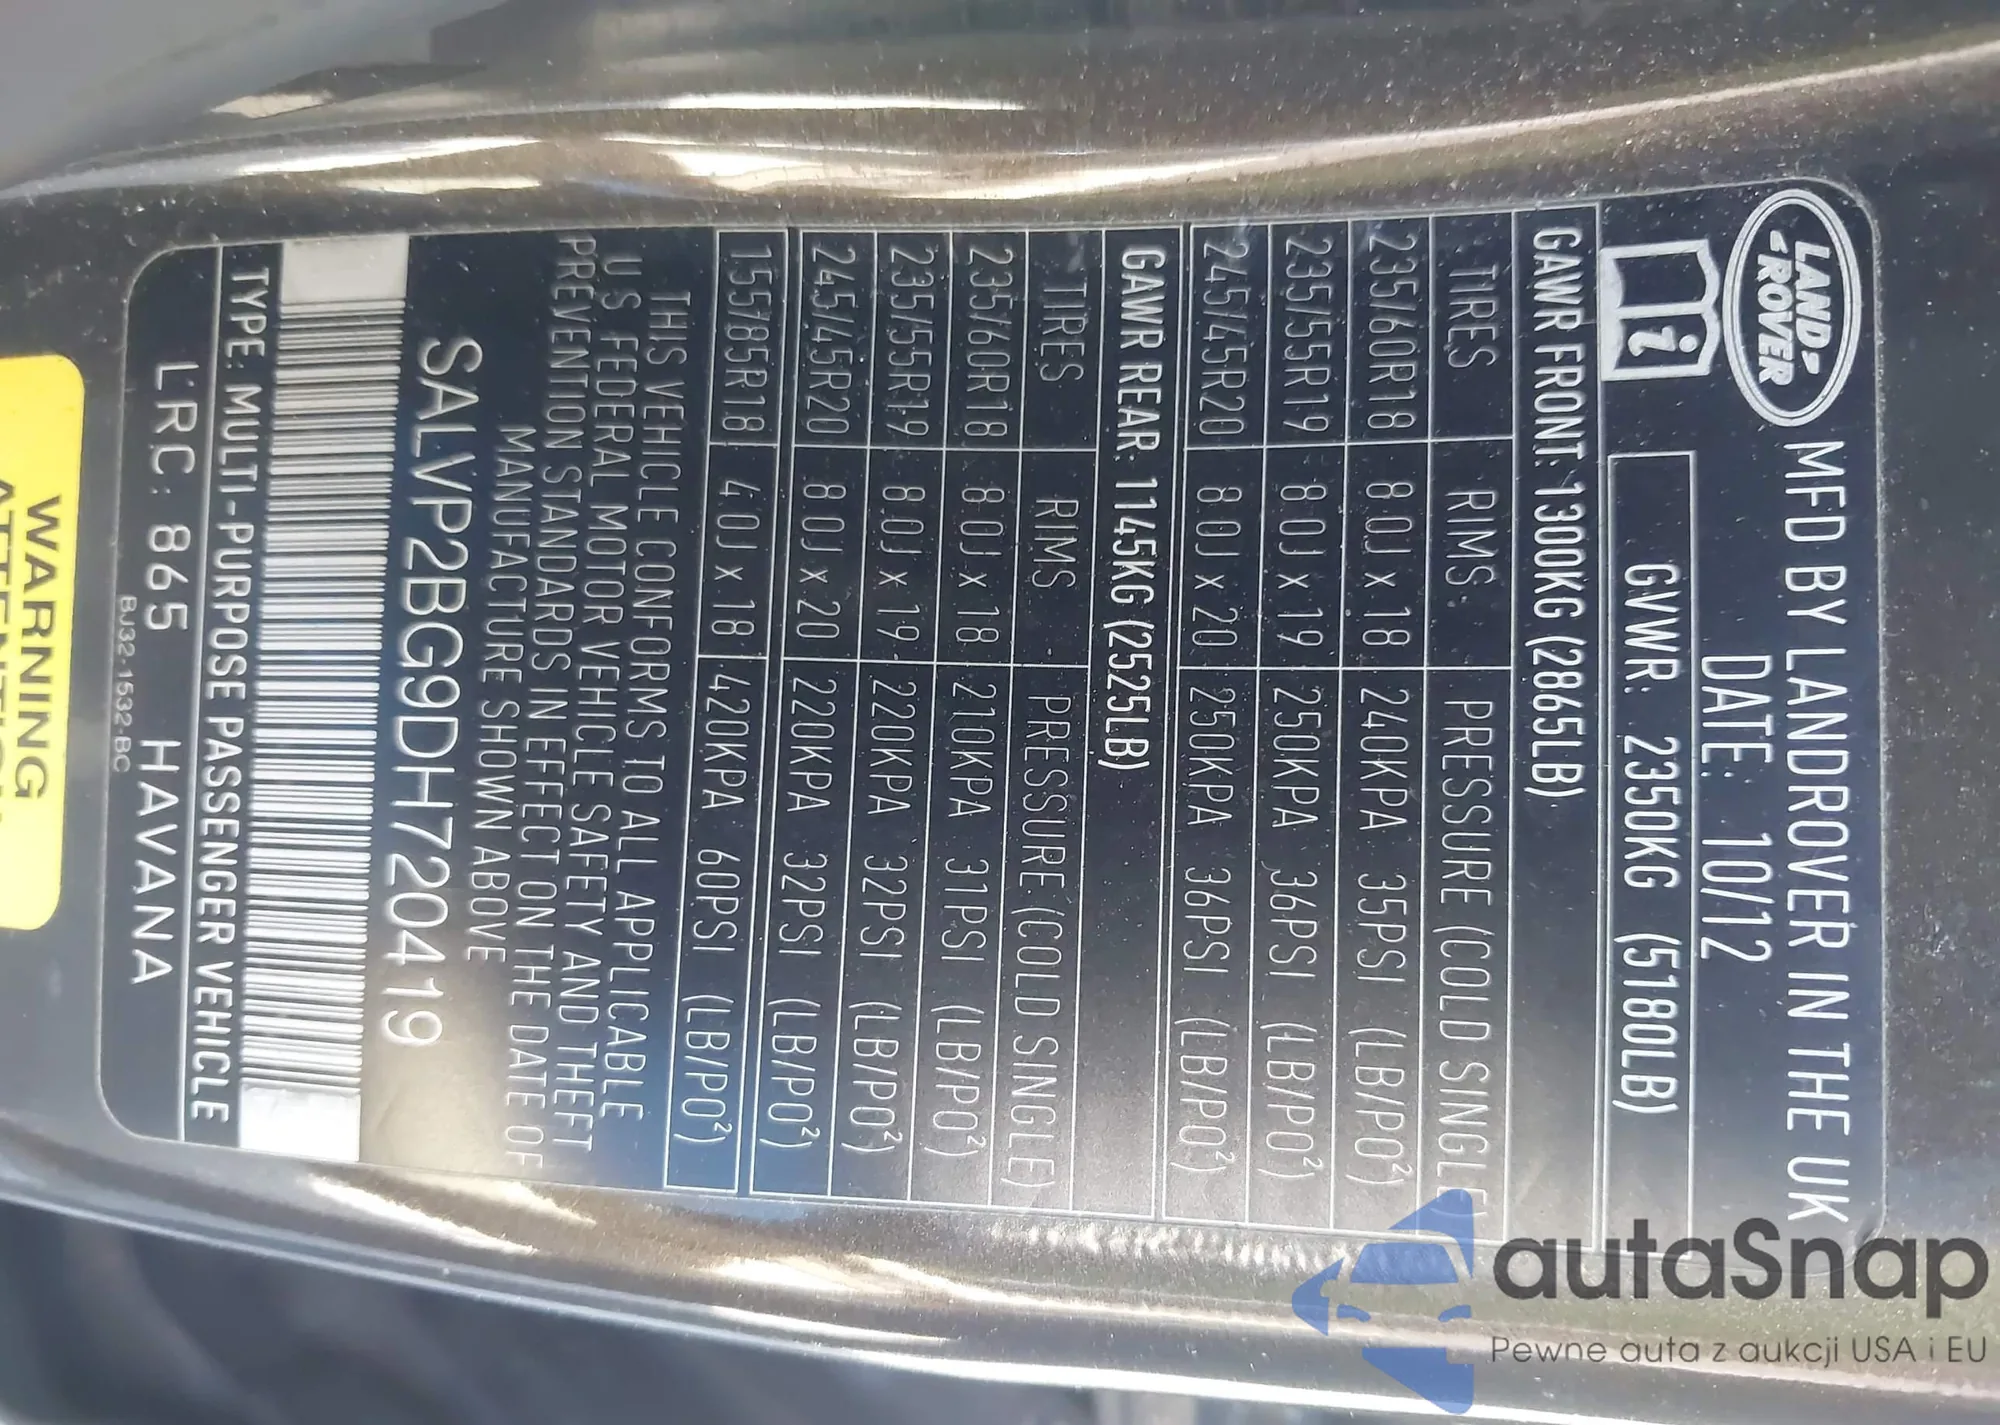 LAND-
-ROVER
MFD BY LANDROVER IN THE UK
DATE: 10/12
i
GVWR: 2350KG (5180LB)
GAWR FRONT: 1300KG (2865LB)
TIRES RIMS PRESSURE (COLD SINGLE)
235/60R18 8.0J x 18 240KPA 35PSI (LB/PO²)
235/55R19 8.0J x 19 250KPA 36PSI (LB/PO²)
245/45R20 8.0J x 20 250KPA 36PSI (LB/PO²)
GAWR REAR: 1145KG (2525LB)
TIRES RIMS PRESSURE (COLD SINGLE)
235/60R18 8.0J x 18 210KPA 31PSI (LB/PO²)
235/55R19 8.0J x 19 220KPA 32PSI (LB/PO²)
245/45R20 8.0J x 20 220KPA 32PSI (LB/PO²)
155/85R18 4.0J x 18 420KPA 60PSI (LB/PO²)
THIS VEHICLE CONFORMS TO ALL APPLICABLE
U S FEDERAL MOTOR VEHICLE SAFETY AND THEFT
PREVENTION STANDARDS IN EFFECT ON THE DATE OF
MANUFACTURE SHOWN ABOVE
SALVP2BG9DH720419
TYPE: MULTI-PURPOSE PASSENGER VEHICLE
LRC: 865 HAVANA
BJ32-1532-BC
WARNING
autaSnap
Pewne auta z aukcji USA i EU